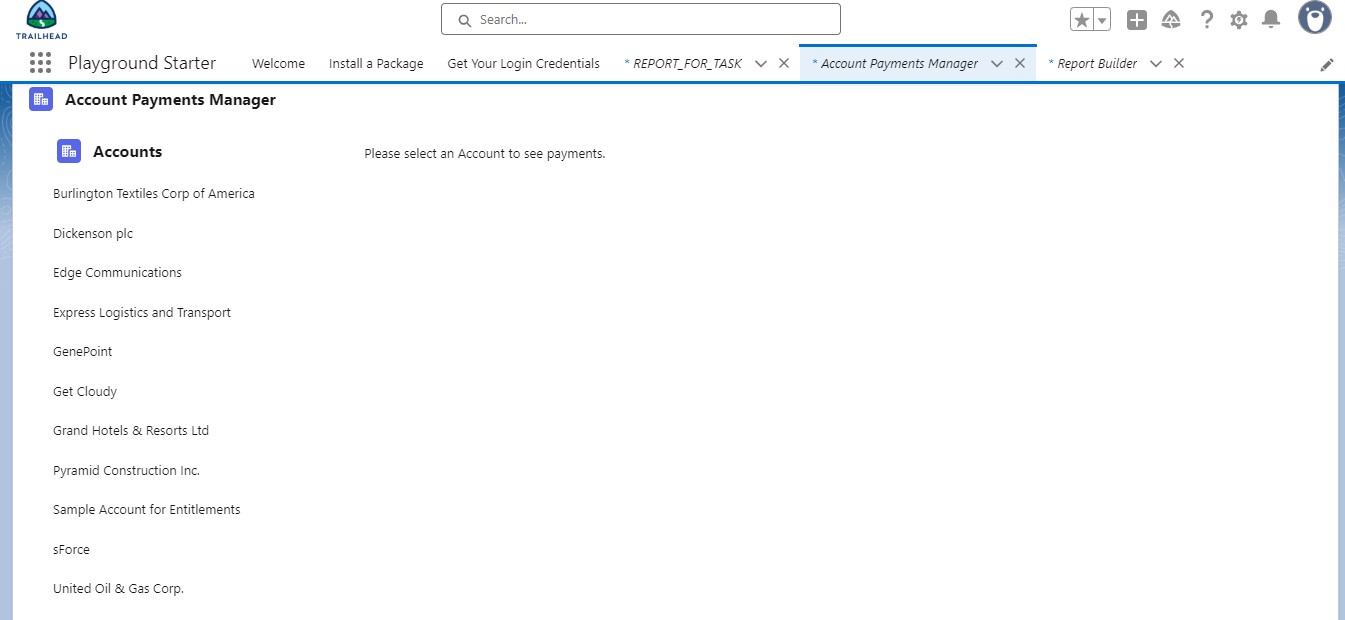 TRAILHEAD
Search...
Playground Starter
Welcome
Install a Package
Get Your Login Credentials
* REPORT_FOR_TASK
* Account Payments Manager
* Report Builder
Account Payments Manager
Accounts
Please select an Account to see payments.
Burlington Textiles Corp of America
Dickenson plc
Edge Communications
Express Logistics and Transport
GenePoint
Get Cloudy
Grand Hotels & Resorts Ltd
Pyramid Construction Inc.
Sample Account for Entitlements
sForce
United Oil & Gas Corp.